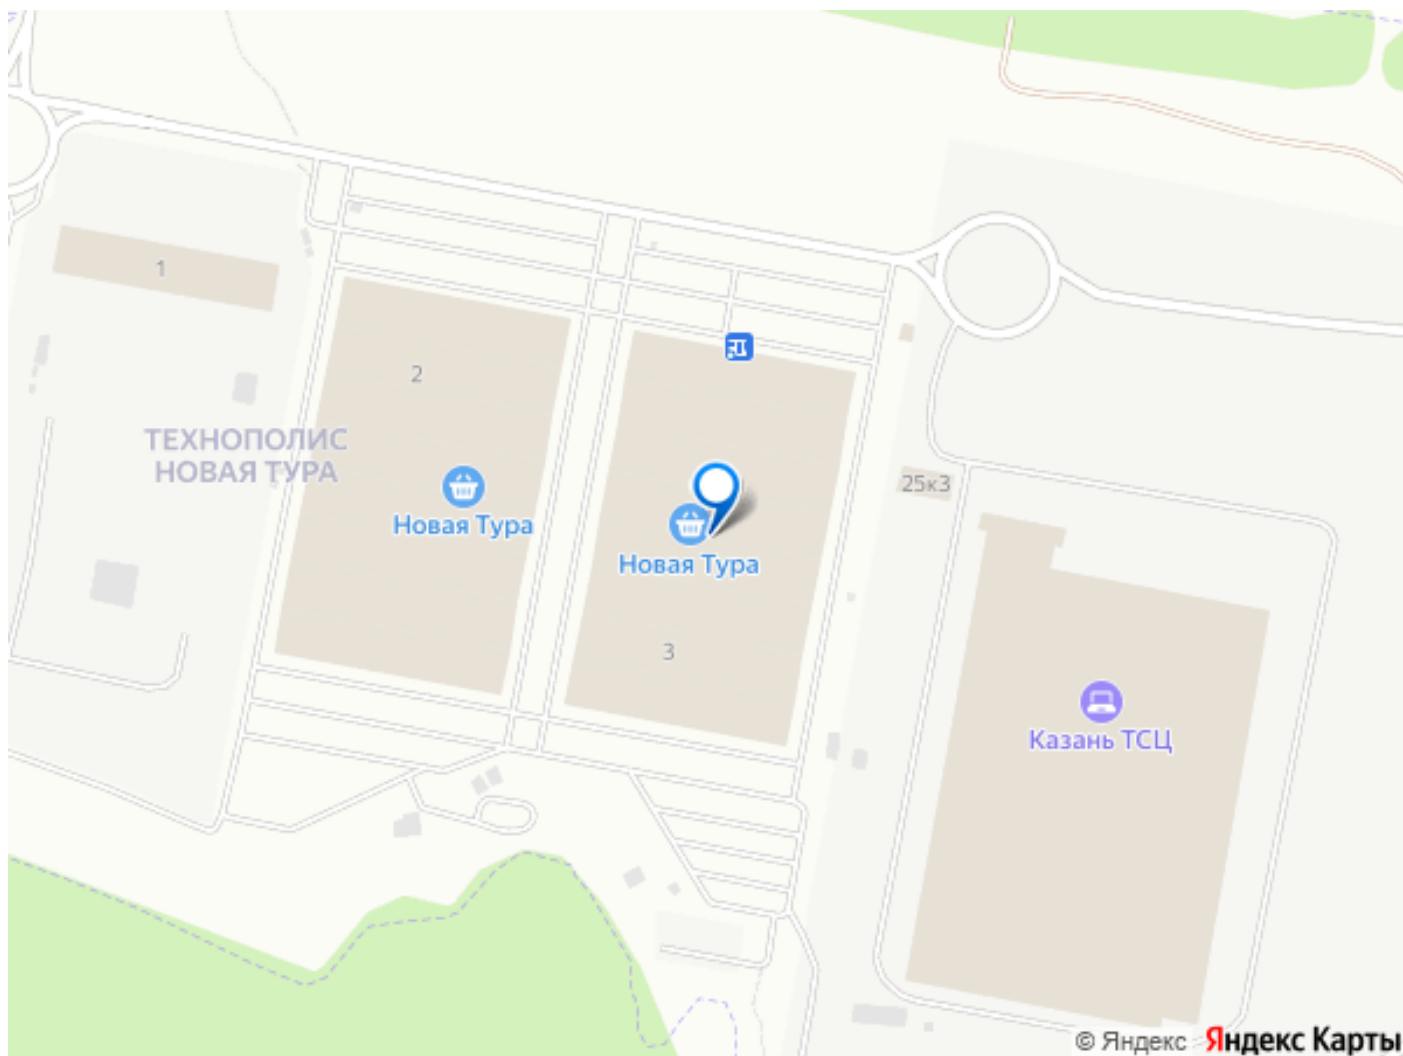 1
2
ТЕХНОПОЛИС
НОВАЯ ТУРА
25к3
Новая Тура
Новая Тура
3
Казань ТСЦ
© Яндекс Яндекс Карты